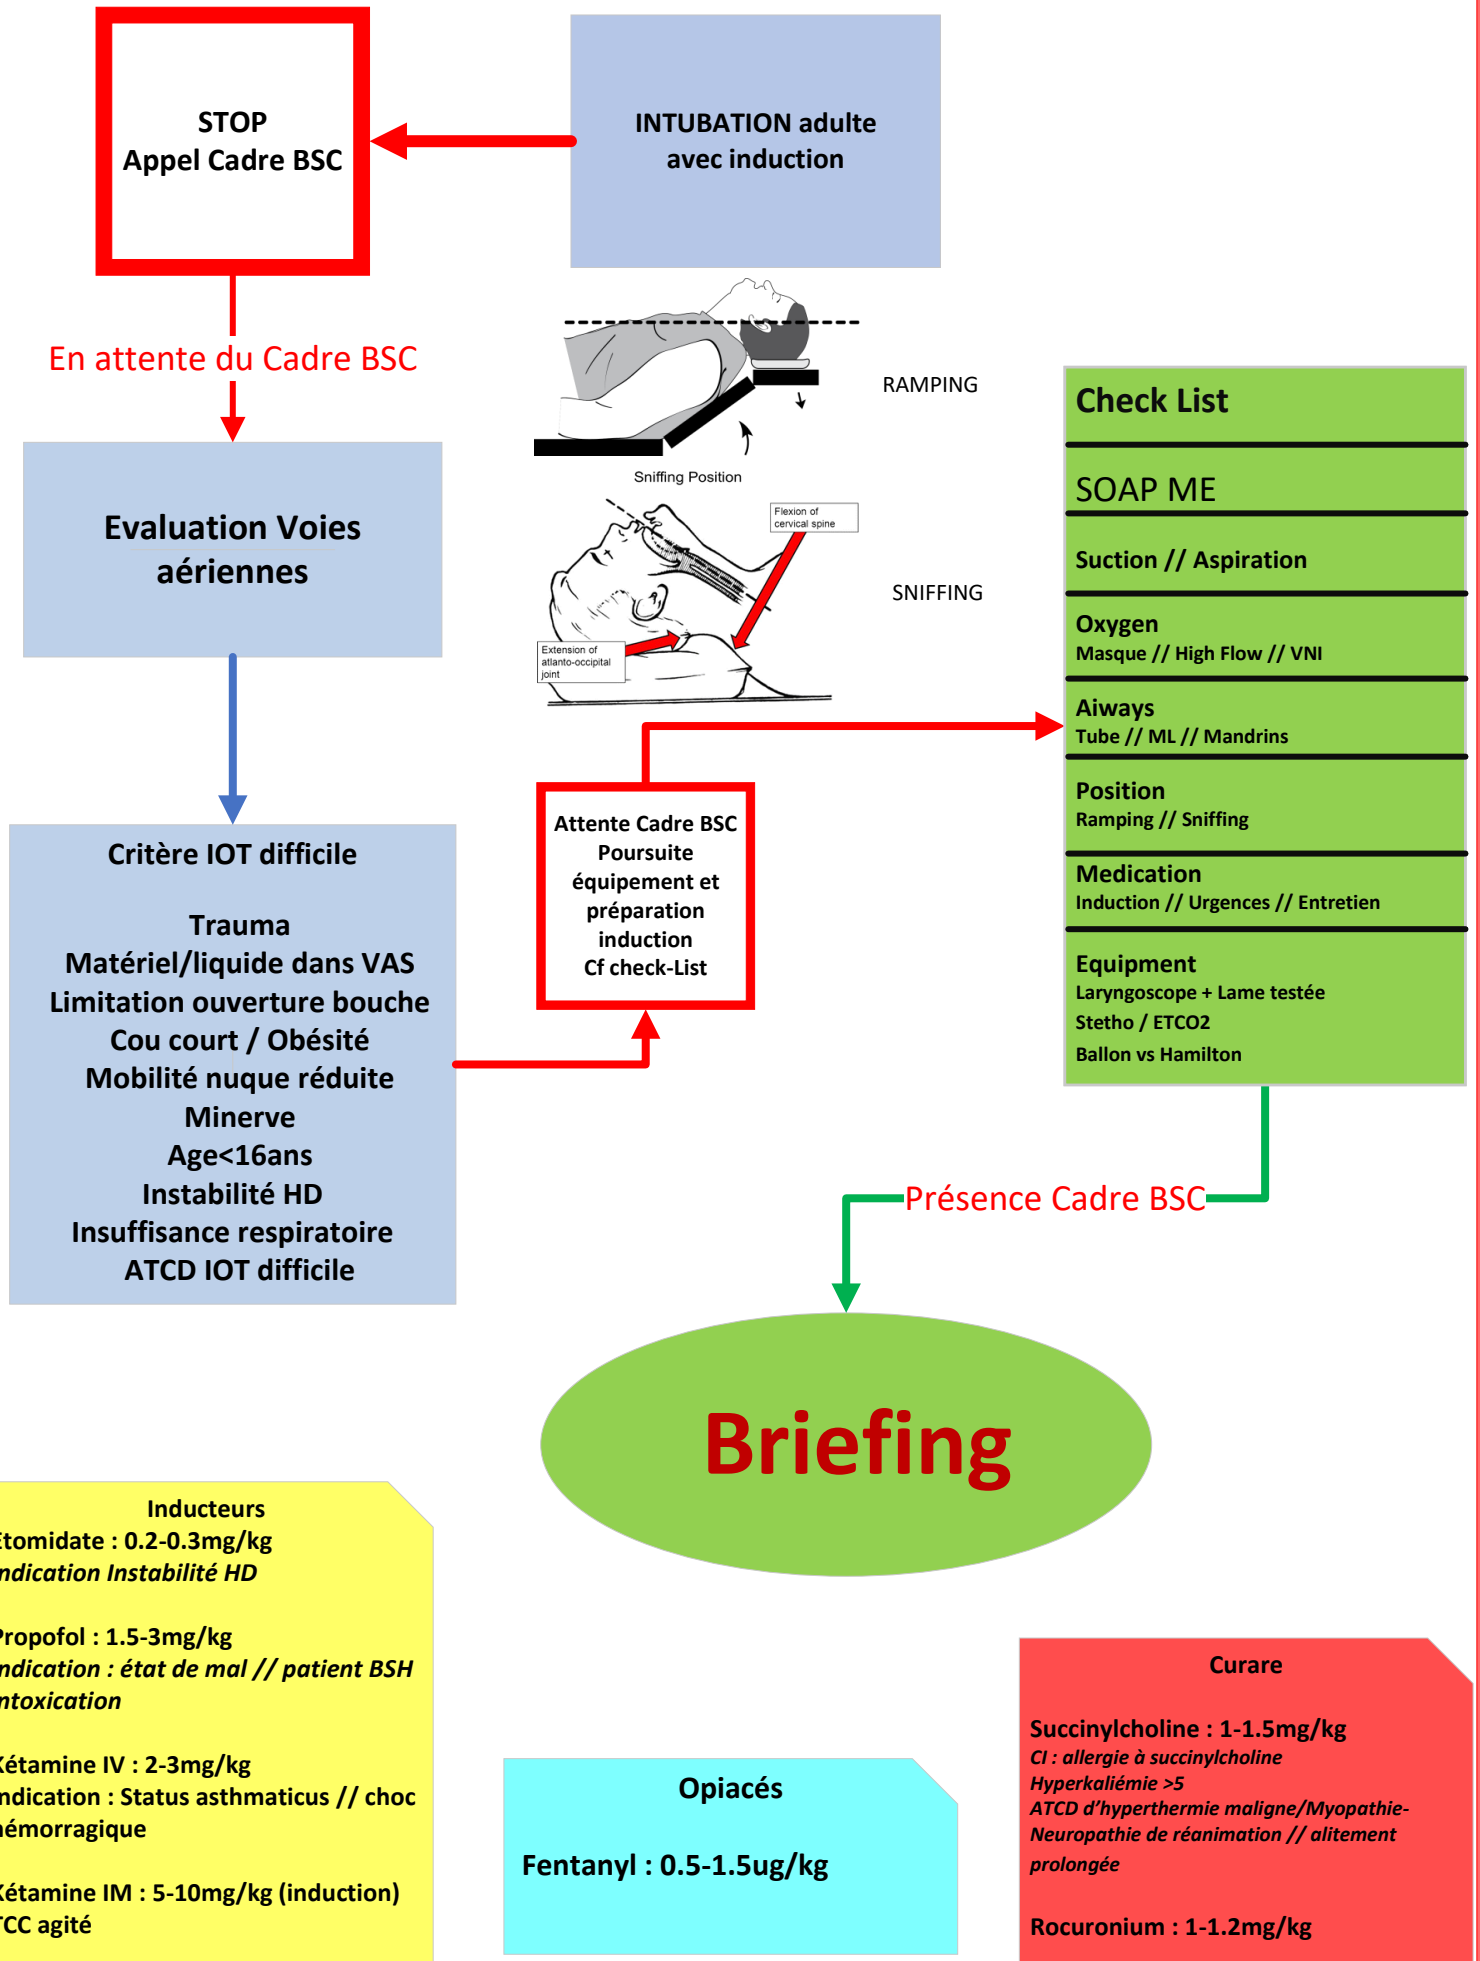 STOP
Appel Cadre BSC
INTUBATION adulte
avec induction
En attente du Cadre BSC
RAMPING
Sniffing Position
Flexion of
cervical spine
SNIFFING
Extension of
atlanto-occipital
joint
Evaluation Voies
aériennes
Critère IOT difficile
Trauma
Matériel/liquide dans VAS
Limitation ouverture bouche
Cou court / Obésité
Mobilité nuque réduite
Minerve
Age<16ans
Instabilité HD
Insuffisance respiratoire
ATCD IOT difficile
Attente Cadre BSC
Poursuite
équipement et
préparation
induction
Cf check-List
Check List
SOAP ME
Suction // Aspiration
Oxygen
Masque // High Flow // VNI
Aiways
Tube // ML // Mandrins
Position
Ramping // Sniffing
Medication
Induction // Urgences // Entretien
Equipment
Laryngoscope + Lame testée
Stetho / ETCO2
Ballon vs Hamilton
Présence Cadre BSC
Briefing
Inducteurs
Etomidate : 0.2-0.3mg/kg
ndication Instabilité HD
Propofol : 1.5-3mg/kg
ndication : état de mal // patient BSH
ntoxication
Kétamine IV : 2-3mg/kg
ndication : Status asthmaticus // choc
hémorragique
Kétamine IM : 5-10mg/kg (induction)
TCC agité
Opiacés
Fentanyl : 0.5-1.5ug/kg
Curare
Succinylcholine : 1-1.5mg/kg
CI : allergie à succinylcholine
Hyperkaliémie >5
ATCD d'hyperthermie maligne/Myopathie-
Neuropathie de réanimation // alitement
prolongée
Rocuronium : 1-1.2mg/kg